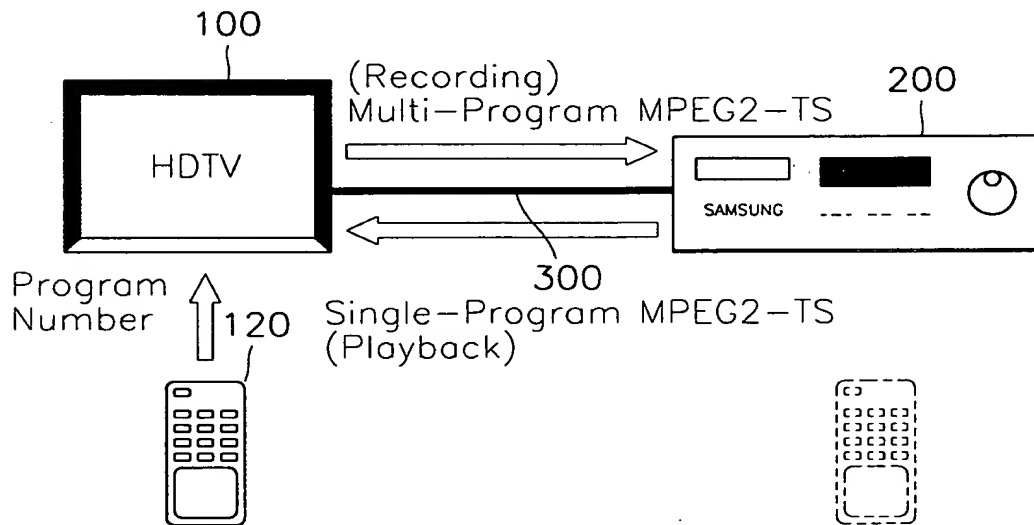 100
(Recording)
Multi-Program MPEG2-TS
200
HDTV
SAMSUNG
300
Program
Number
120
Single-Program MPEG2-TS
(Playback)